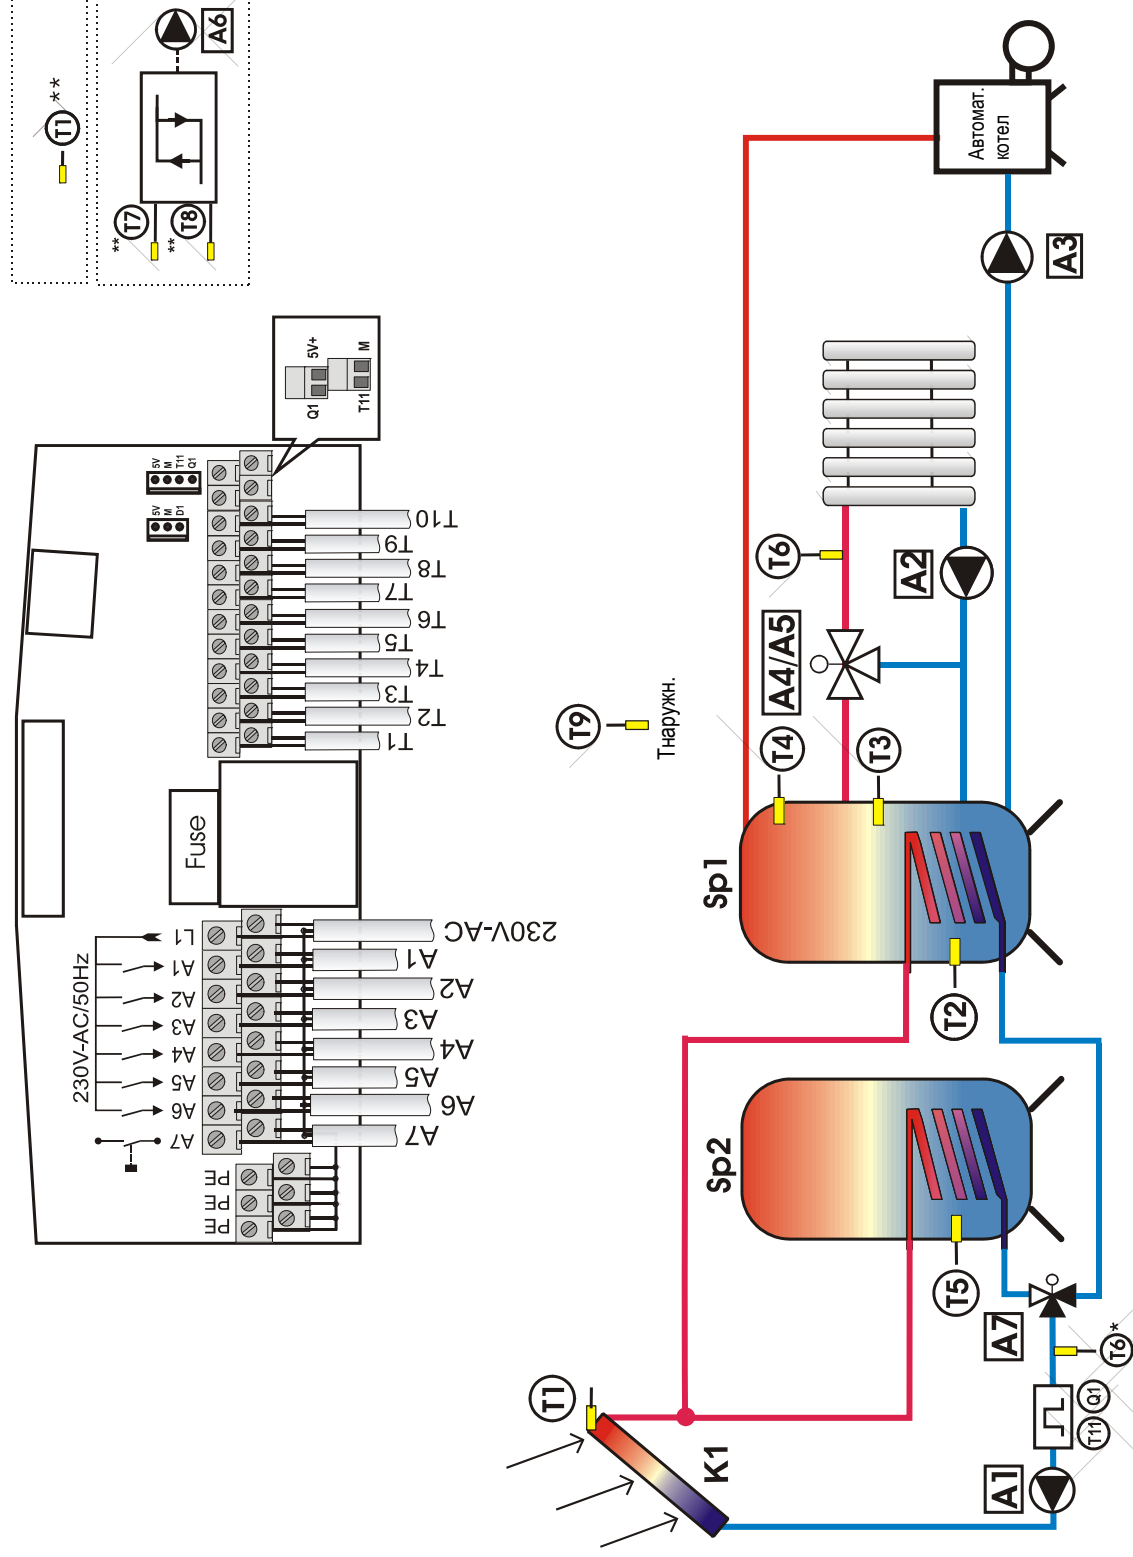 T1 **
A6
** T7
** T8
5V+
Q1
M
T11
5V
M
T11
Q1
5V
M
D1
T10
T9
T8
T7
T6
T5
T4
T3
T2
T1
Fuse
230V-AC/50Hz
L1
A1
A2
A3
A4
A5
A6
A7
PE
PE
PE
230V-AC
A1
A2
A3
A4
A5
A6
A7
Автомат.
котел
A3
A2
T6
A4/A5
T9
Тнаружн.
T4
T3
Sp1
T2
Sp2
T5
A7
T6*
Q1
T11
A1
T1
K1